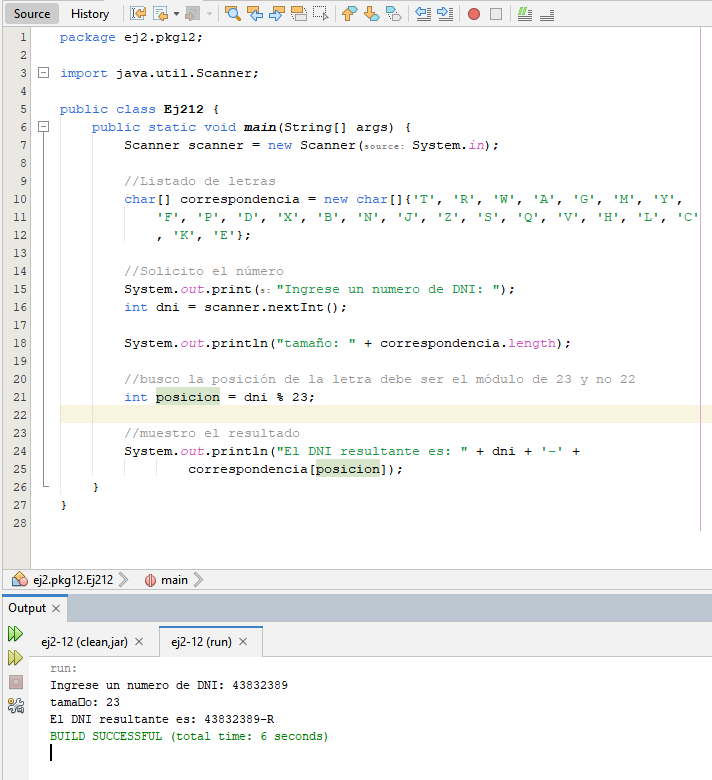 Source History
1 package ej2.pkg12;
2
3 import java.util.Scanner;
4
5 public class Ej212 {
6 public static void main(String[] args) {
7 Scanner scanner = new Scanner(source: System.in);
8
9 //Listado de letras
10 char[] correspondencia = new char[]{'T', 'R', 'W', 'A', 'G', 'M', 'Y',
11 'F', 'P', 'D', 'X', 'B', 'N', 'J', 'Z', 'S', 'Q', 'V', 'H', 'L', 'C'
12 , 'K', 'E'};
13
14 //Solicito el número
15 System.out.print(s: "Ingrese un numero de DNI: ");
16 int dni = scanner.nextInt();
17
18 System.out.println("tamaño: " + correspondencia.length);
19
20 //busco la posición de la letra debe ser el módulo de 23 y no 22
21 int posicion = dni % 23;
22
23 //muestro el resultado
24 System.out.println("El DNI resultante es: " + dni + '-' +
25 correspondencia[posicion]);
26 }
27 }
28
ej2.pkg12.Ej212 main
Output ×
ej2-12 (clean,jar) × ej2-12 (run) ×
run:
Ingrese un numero de DNI: 43832389
tama□o: 23
El DNI resultante es: 43832389-R
BUILD SUCCESSFUL (total time: 6 seconds)